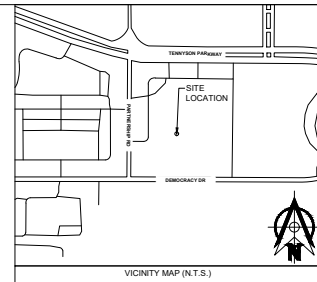 TENNYSON PARKWAY
SITE
LOCATION
PARTNERSHIP RD
DEMOCRACY DR
N
VICINITY MAP (N.T.S.)